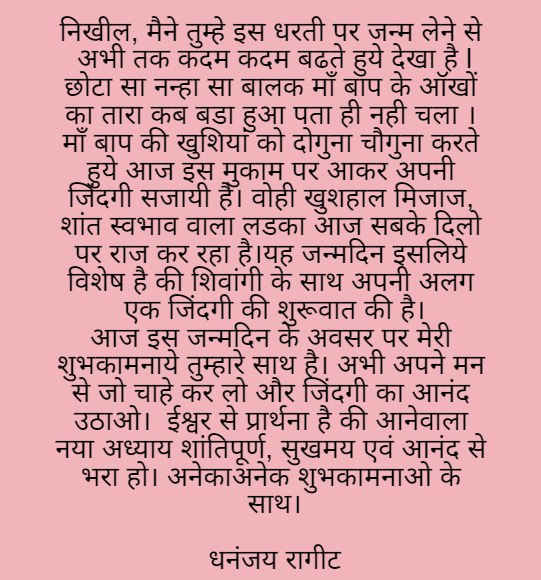 निखील, मैने तुम्हे इस धरती पर जन्म लेने से
अभी तक कदम कदम बढते हुये देखा है I
छोटा सा नन्हा सा बालक माँ बाप के ऑखों
का तारा कब बडा हुआ पता ही नही चला ।
माँ बाप की खुशियां को दोगुना चौगुना करते
हुये आज इस मुकाम पर आकर अपनी
जिंदगी सजायी है। वोही खुशहाल मिजाज,
शांत स्वभाव वाला लडका आज सबके दिलो
पर राज कर रहा है।यह जन्मदिन इसलिये
विशेष है की शिवांगी के साथ अपनी अलग
एक जिंदगी की शुरूवात की है।
आज इस जन्मदिन के अवसर पर मेरी
शुभकामनाये तुम्हारे साथ है। अभी अपने मन
से जो चाहे कर लो और जिंदगी का आनंद
उठाओ।  ईश्वर से प्रार्थना है की आनेवाला
नया अध्याय शांतिपूर्ण, सुखमय एवं आनंद से
भरा हो। अनेकाअनेक शुभकामनाओ के
साथ।
धनंजय रागीट